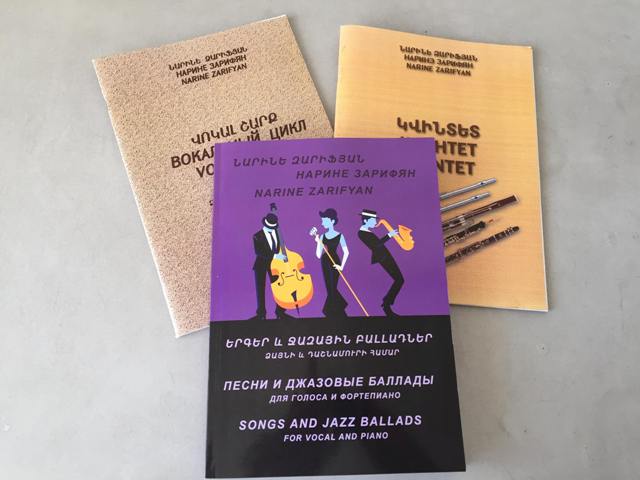 ՆԱՐԻՆԵ ԶԱՐԻՖՅԱՆ
НАРИНЕ ЗАРИФЯН
NARINE ZARIFYAN
ՎՈԿԱԼ ՇԱՐՔ
ЦИКЛ
ՆԱՐԻՆԵ ԶԱՐԻՖՅԱՆ
НАРИНЭ ЗАРИФЯН
NARINE ZARIFYAN
ԿՎԻՆՏԵՏ
ՆԱՐԻՆԵ ԶԱՐԻՖՅԱՆ
НАРИНЕ ЗАРИФЯН
NARINE ZARIFYAN
ԵՐԳԵՐ և ՋԱԶԱՅԻՆ ԲԱԼԼԱԴՆԵՐ
ՁԱՅՆԻ և ԴԱՇՆԱՄՈՒՐԻ ՀԱՄԱՐ
ПЕСНИ И ДЖАЗОВЫЕ БАЛЛАДЫ
ДЛЯ ГОЛОСА И ФОРТЕПИАНО
SONGS AND JAZZ BALLADS
FOR VOCAL AND PIANO